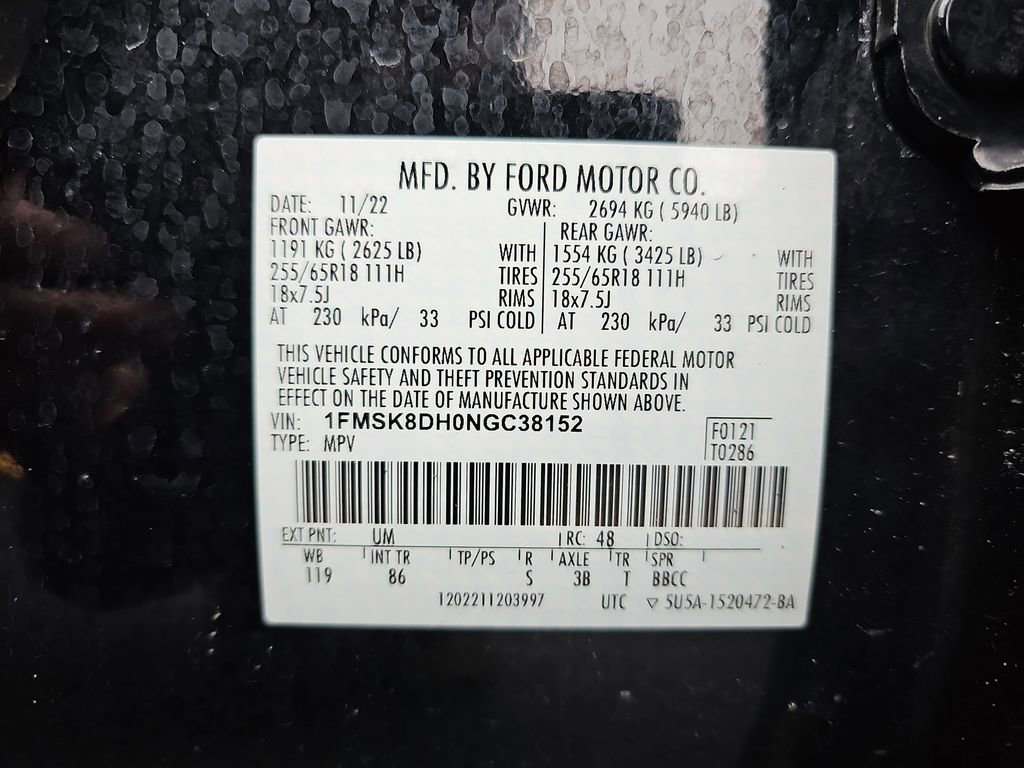 MFD. BY FORD MOTOR CO.
DATE: 11/22 GVWR: 2694 KG ( 5940 LB)
FRONT GAWR: REAR GAWR:
1191 KG ( 2625 LB) WITH 1554 KG ( 3425 LB) WITH
255/65R18 111H TIRES 255/65R18 111H TIRES
18x7.5J RIMS 18x7.5J RIMS
AT 230 kPa/ 33 PSI COLD AT 230 kPa/ 33 PSI COLD
THIS VEHICLE CONFORMS TO ALL APPLICABLE FEDERAL MOTOR
VEHICLE SAFETY AND THEFT PREVENTION STANDARDS IN
EFFECT ON THE DATE OF MANUFACTURE SHOWN ABOVE.
VIN: 1FMSK8DH0NGC38152
F0121
TYPE: MPV
T0286
EXT PNT: UM RC: 48 DSO:
WB INT TR TP/PS R AXLE TR SPR
119 86 S 3B T BBCC
1202211203997 UTC ▽ 5U5A-1520472-BA